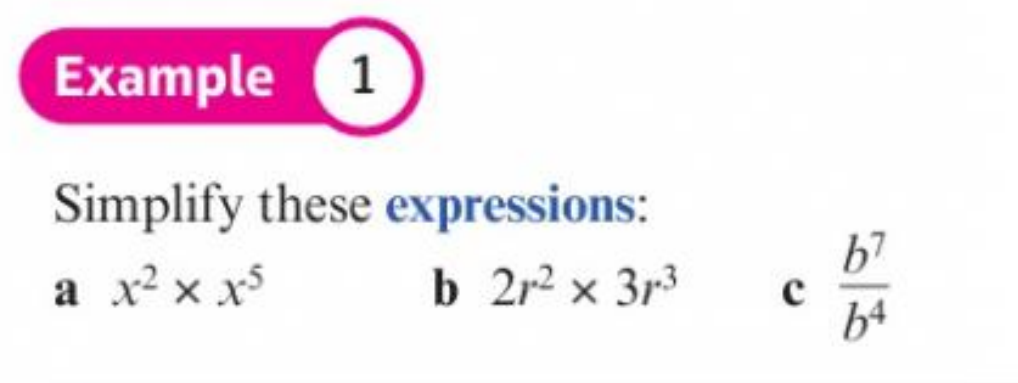 Example 1
Simplify these expressions:
a x² × x⁵ b 2r² × 3r³ c b⁷/b⁴